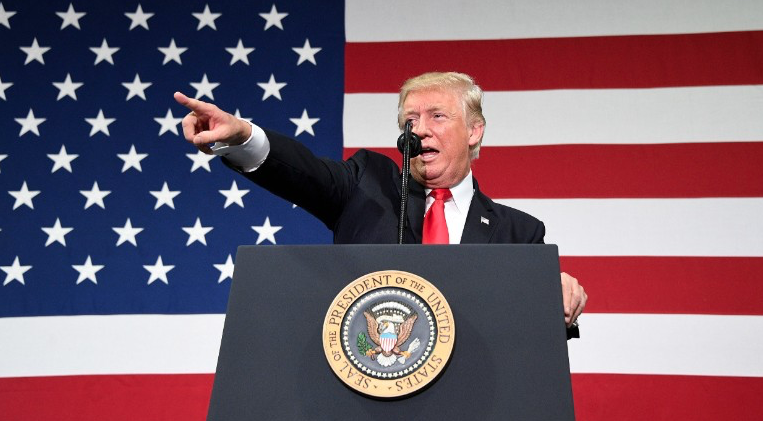 SEAL OF THE PRESIDENT OF THE UNITED STATES